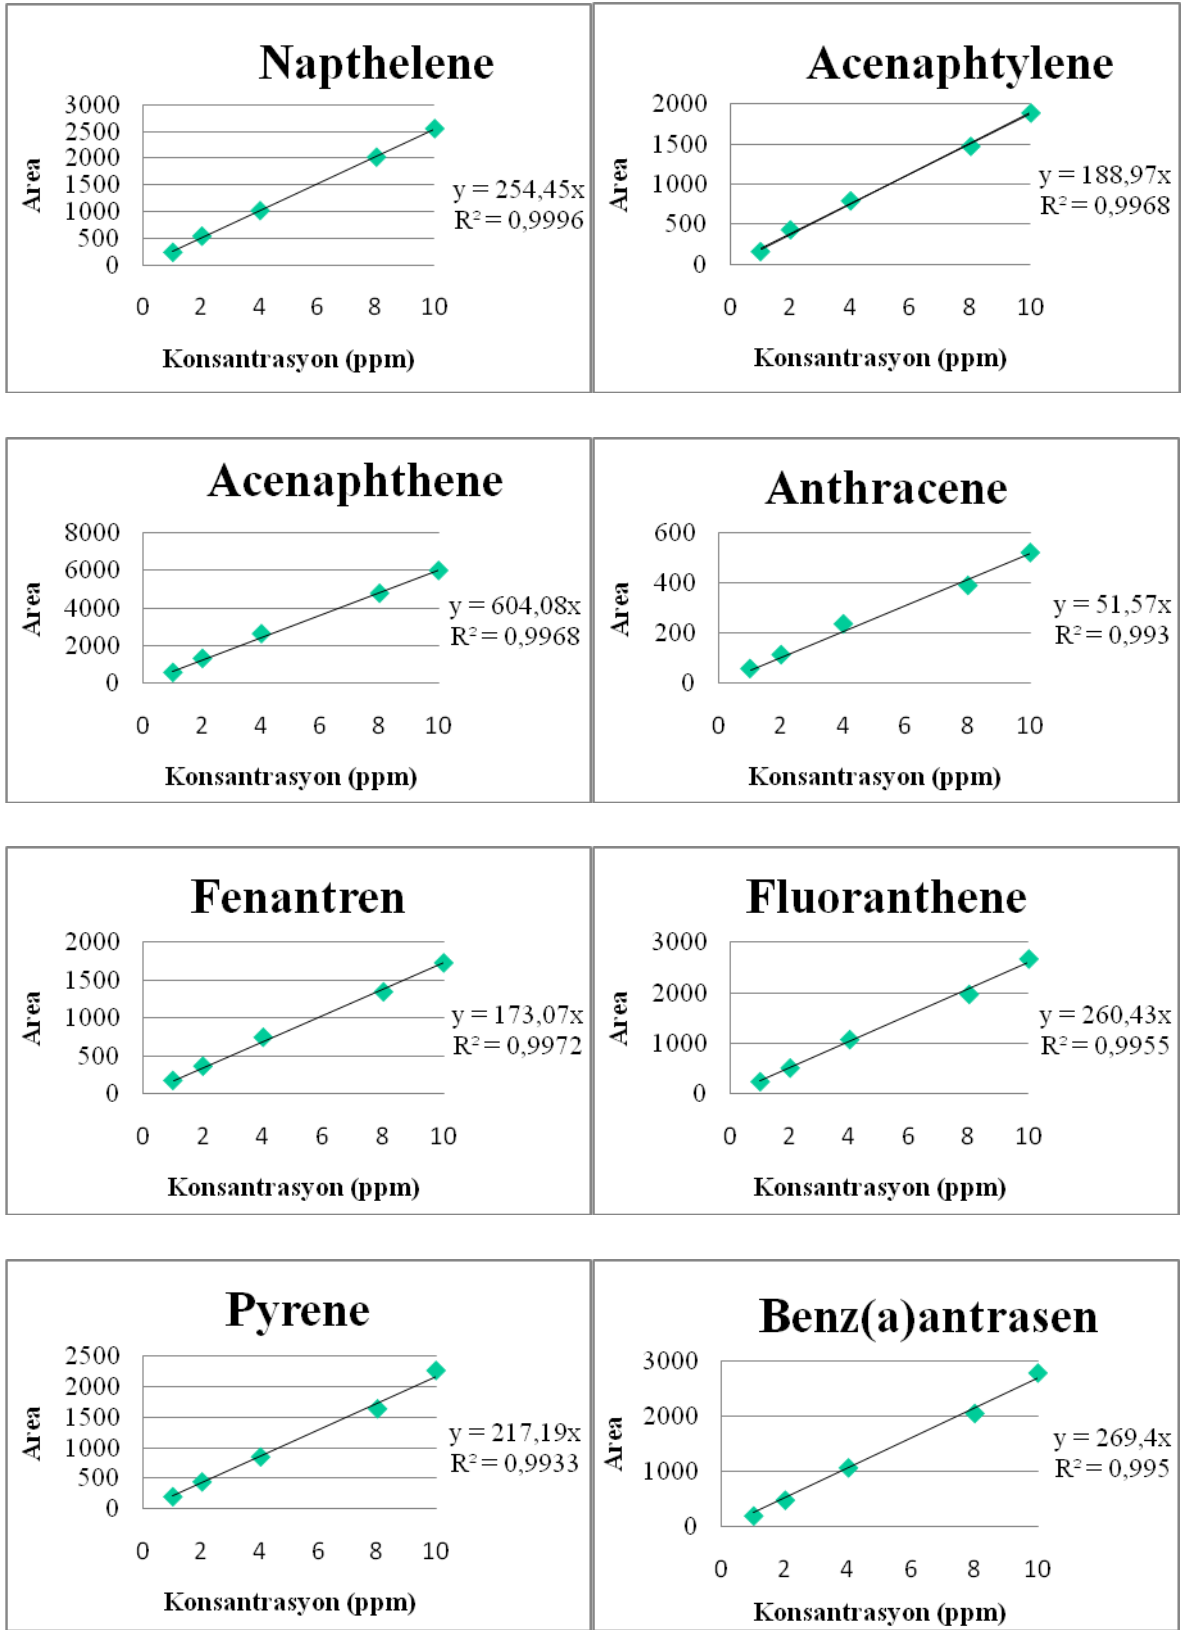 Napthelene
3000
2500
2000
1500
1000
500
0
Area
y = 254,45x
R² = 0,9996
0 2 4 6 8 10
Konsantrasyon (ppm)
Acenaphtylene
2000
1500
1000
500
0
Area
y = 188,97x
R² = 0,9968
0 2 4 6 8 10
Konsantrasyon (ppm)
Acenaphthene
8000
6000
4000
2000
0
Area
y = 604,08x
R² = 0,9968
0 2 4 6 8 10
Konsantrasyon (ppm)
Anthracene
600
400
200
0
Area
y = 51,57x
R² = 0,993
0 2 4 6 8 10
Konsantrasyon (ppm)
Fenantren
2000
1500
1000
500
0
Area
y = 173,07x
R² = 0,9972
0 2 4 6 8 10
Konsantrasyon (ppm)
Fluoranthene
3000
2000
1000
0
Area
y = 260,43x
R² = 0,9955
0 2 4 6 8 10
Konsantrasyon (ppm)
Pyrene
2500
2000
1500
1000
500
0
Area
y = 217,19x
R² = 0,9933
0 2 4 6 8 10
Konsantrasyon (ppm)
Benz(a)antrasen
3000
2000
1000
0
Area
y = 269,4x
R² = 0,995
0 2 4 6 8 10
Konsantrasyon (ppm)